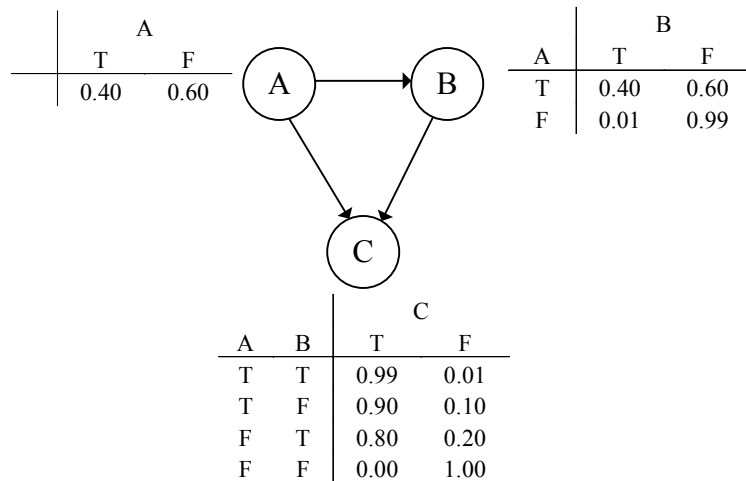 A
T F
0.40 0.60
A
B
B
A T F
T 0.40 0.60
F 0.01 0.99
C
C
A B T F
T T 0.99 0.01
T F 0.90 0.10
F T 0.80 0.20
F F 0.00 1.00